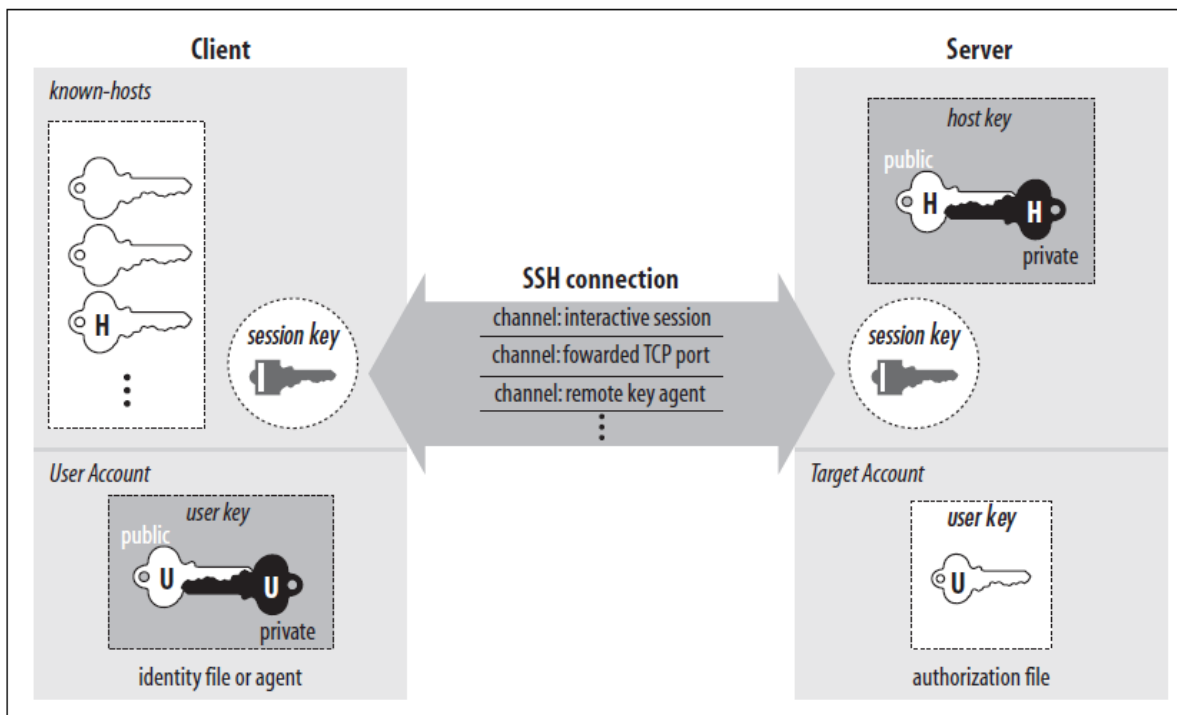 Client
known-hosts
H
session key
User Account
user key
public
U
U
private
identity file or agent
SSH connection
channel: interactive session
channel: fowarded TCP port
channel: remote key agent
Server
host key
public
H
H
private
session key
Target Account
user key
U
authorization file